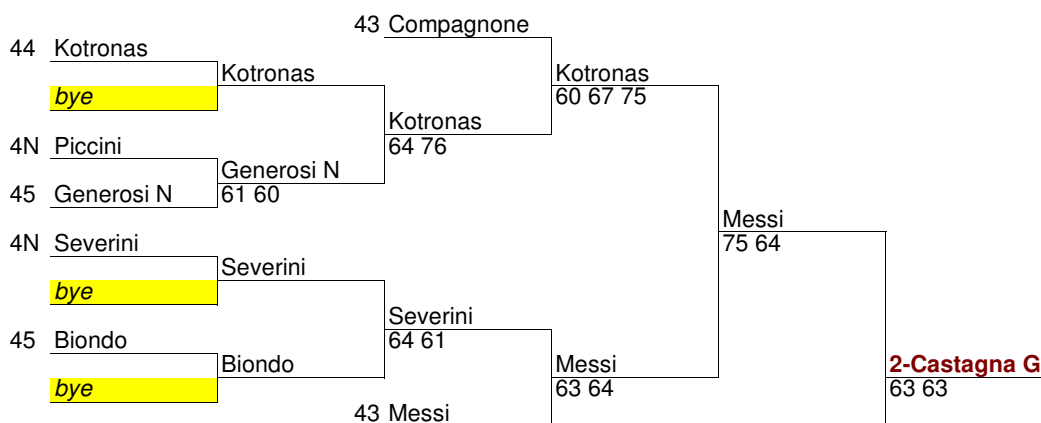 43 Compagnone
44 Kotronas
Kotronas
Kotronas
bye
60 67 75
Kotronas
4N Piccini
64 76
Generosi N
45 Generosi N
61 60
Messi
4N Severini
75 64
Severini
bye
Severini
45 Biondo
64 61
Biondo
Messi
2-Castagna G
bye
63 64
63 63
43 Messi